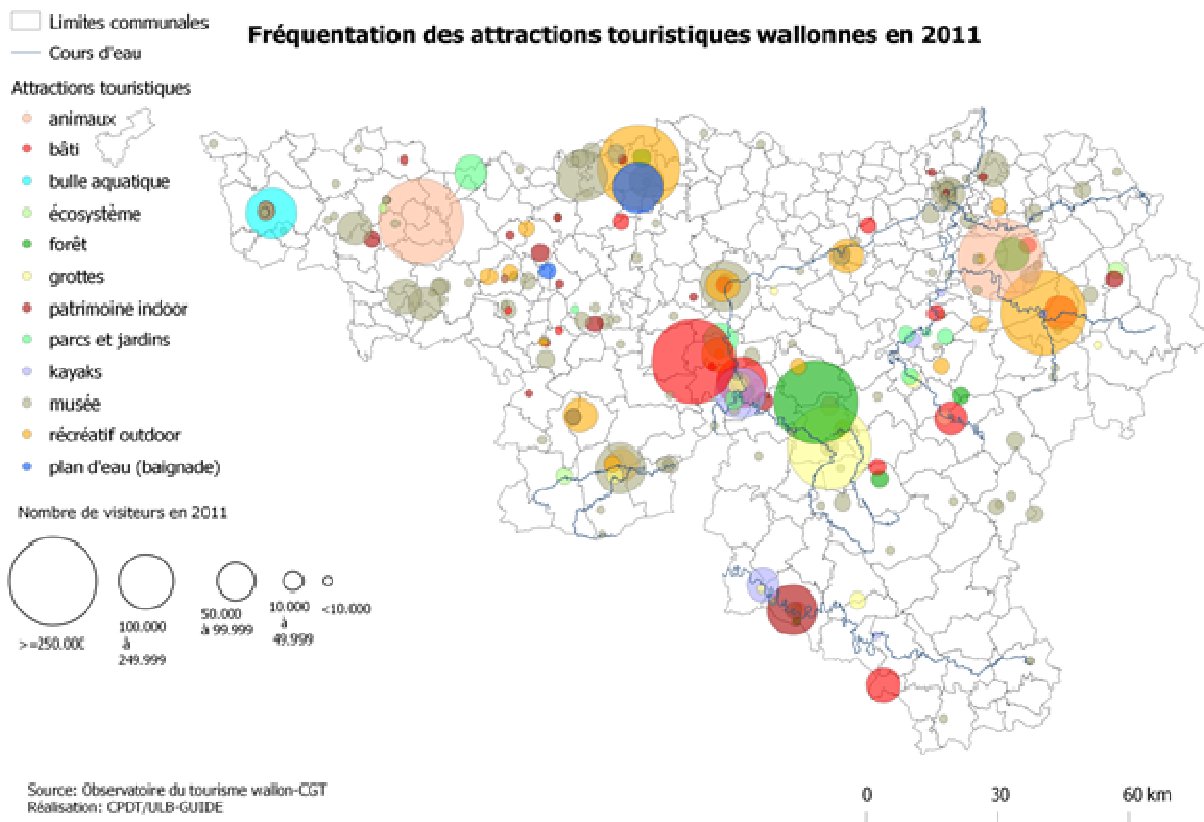 Limites communales
Cours d'eau
Fréquentation des attractions touristiques wallonnes en 2011
Attractions touristiques
animaux
bâti
bulle aquatique
écosystème
forêt
grottes
patrimoine indoor
parcs et jardins
kayaks
musée
récréatif outdoor
plan d'eau (baignade)
Nombre de visiteurs en 2011
>=250.000
100.000
à
249.999
50.000
à 99.999
10.000
à
49.999
<10.000
Source: Observatoire du tourisme wallon-CGT
Réalisation: CPDT/ULB-GUIDE
0 30 60 km